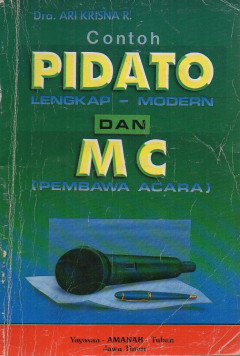 Dra. ARI KRISNA R.
Contoh
PIDATO
LENGKAP - MODERN
DAN
MC
(PEMBAWA ACARA)
Yayasan - AMANAH - Tuban
Jawa Timur